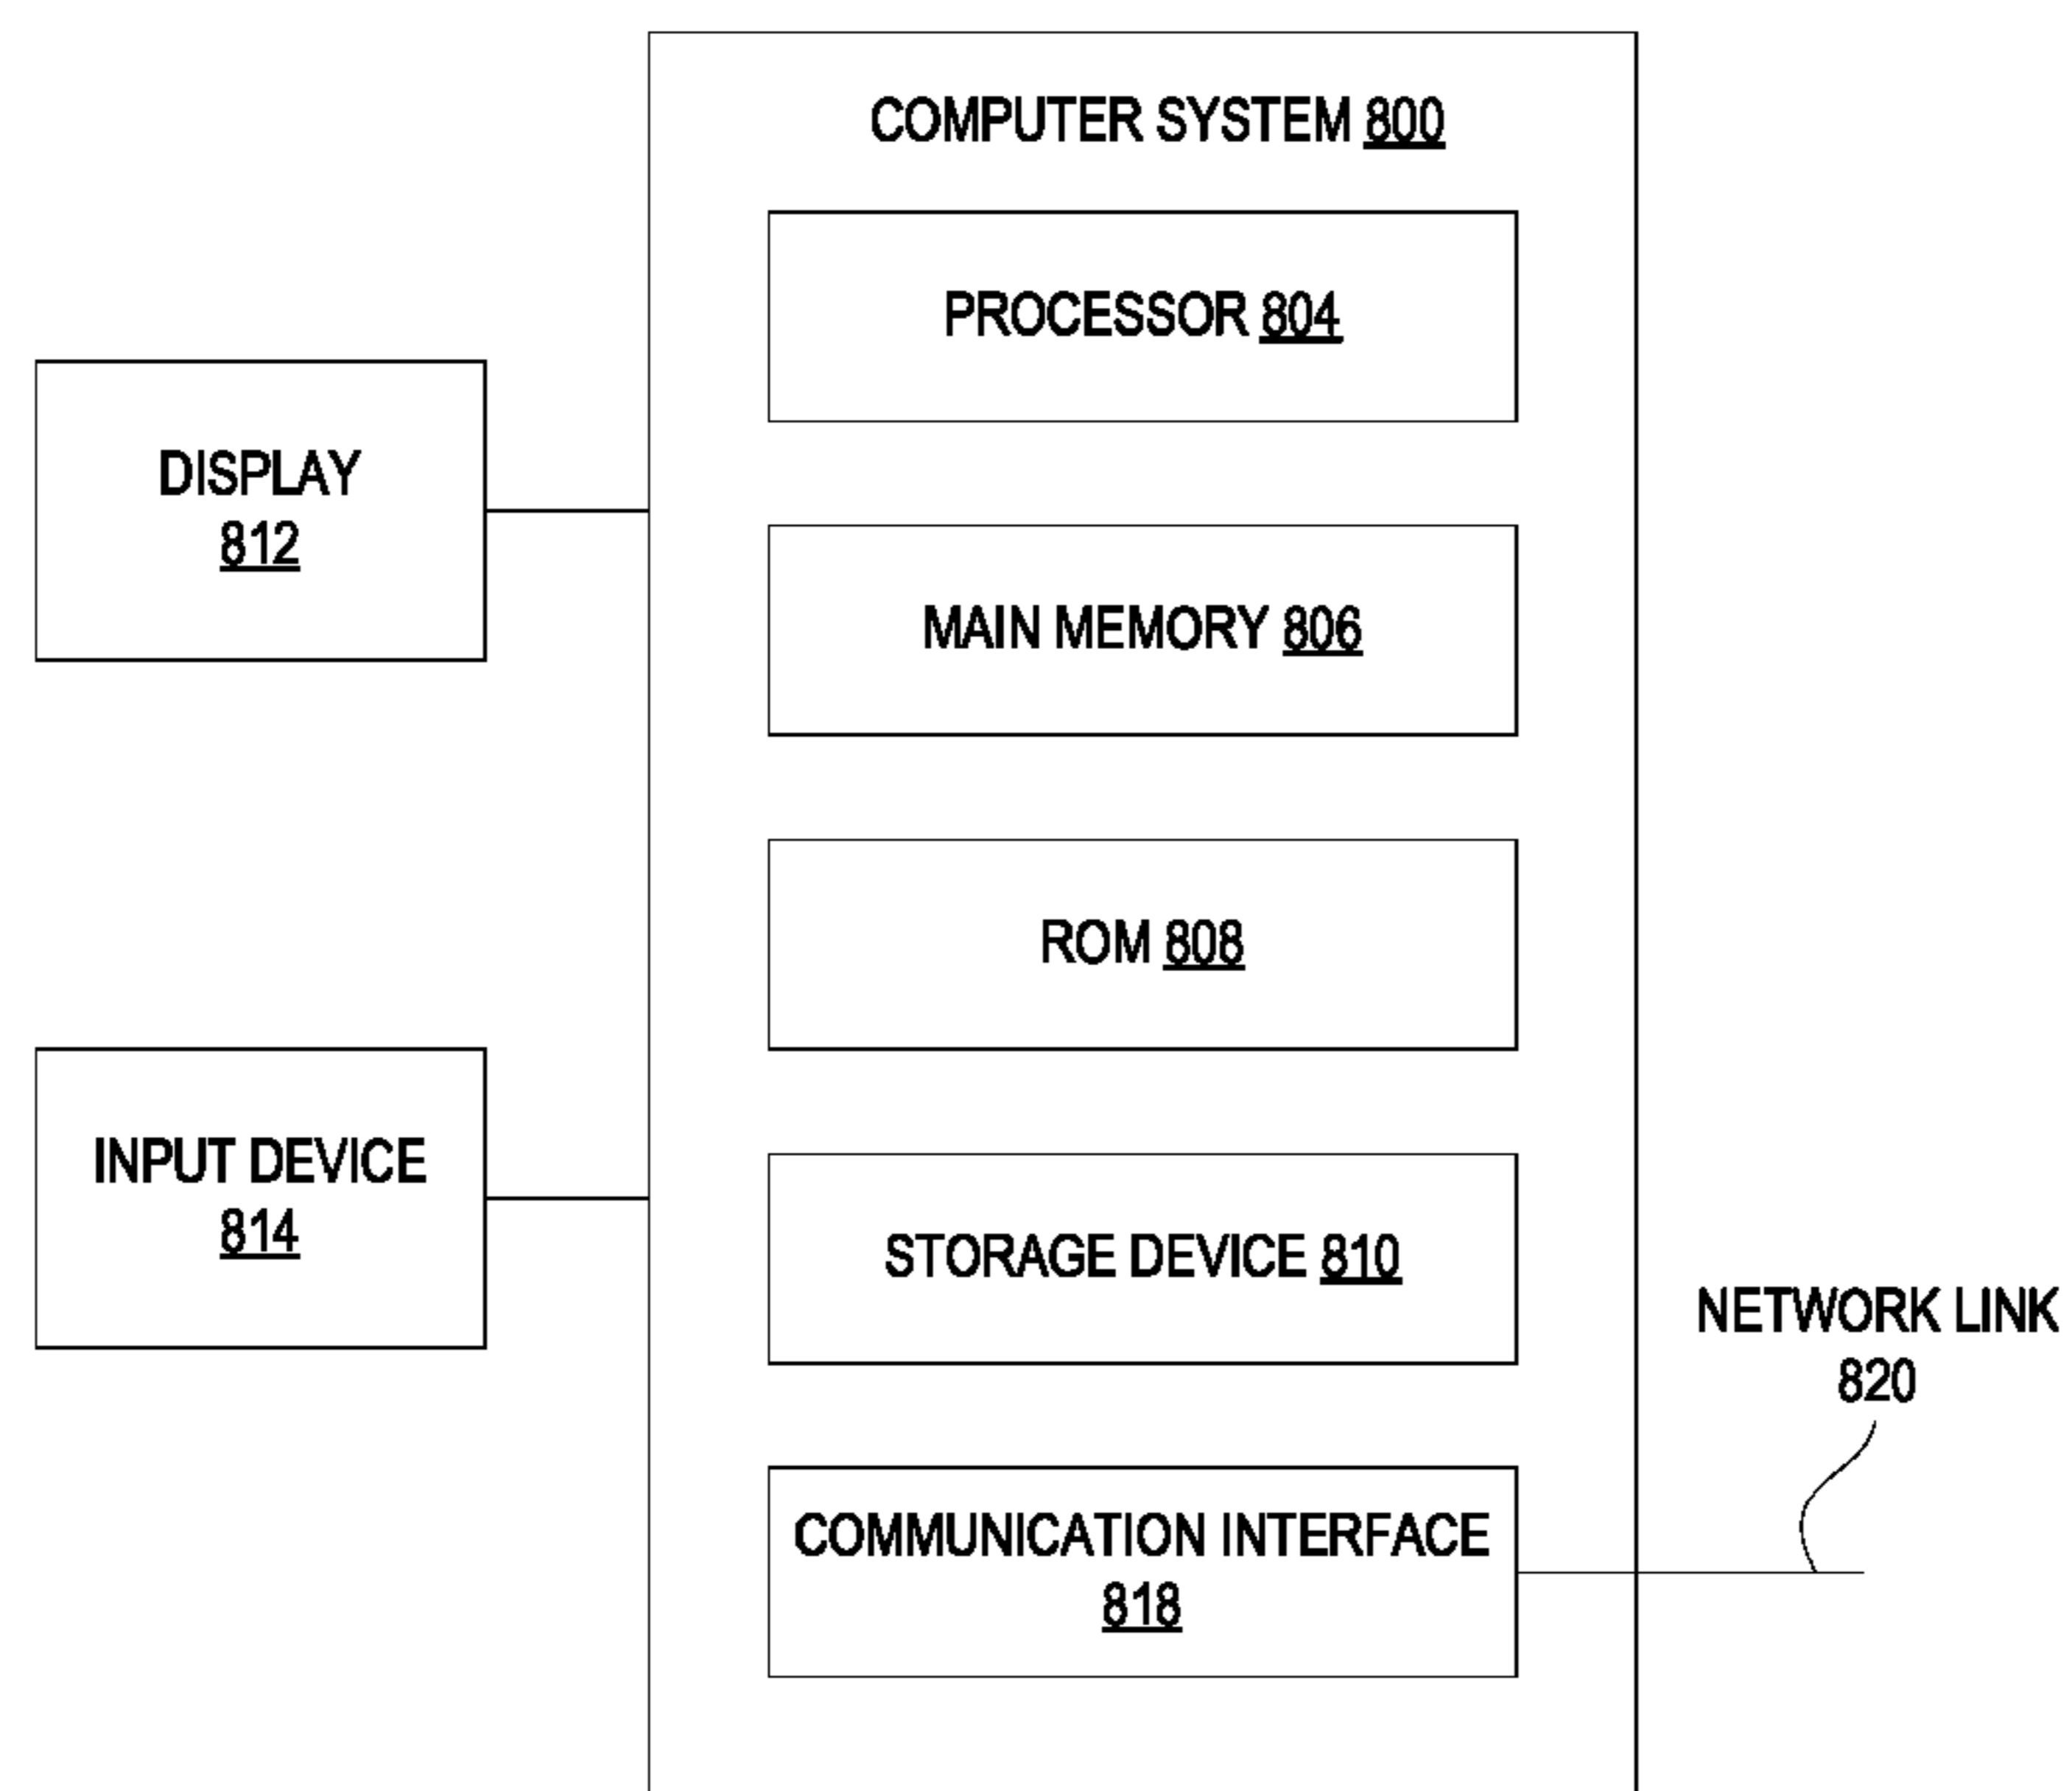 COMPUTER SYSTEM 800
PROCESSOR 804
DISPLAY
812
MAIN MEMORY 806
ROM 808
INPUT DEVICE
814
STORAGE DEVICE 810
NETWORK LINK
820
COMMUNICATION INTERFACE
818